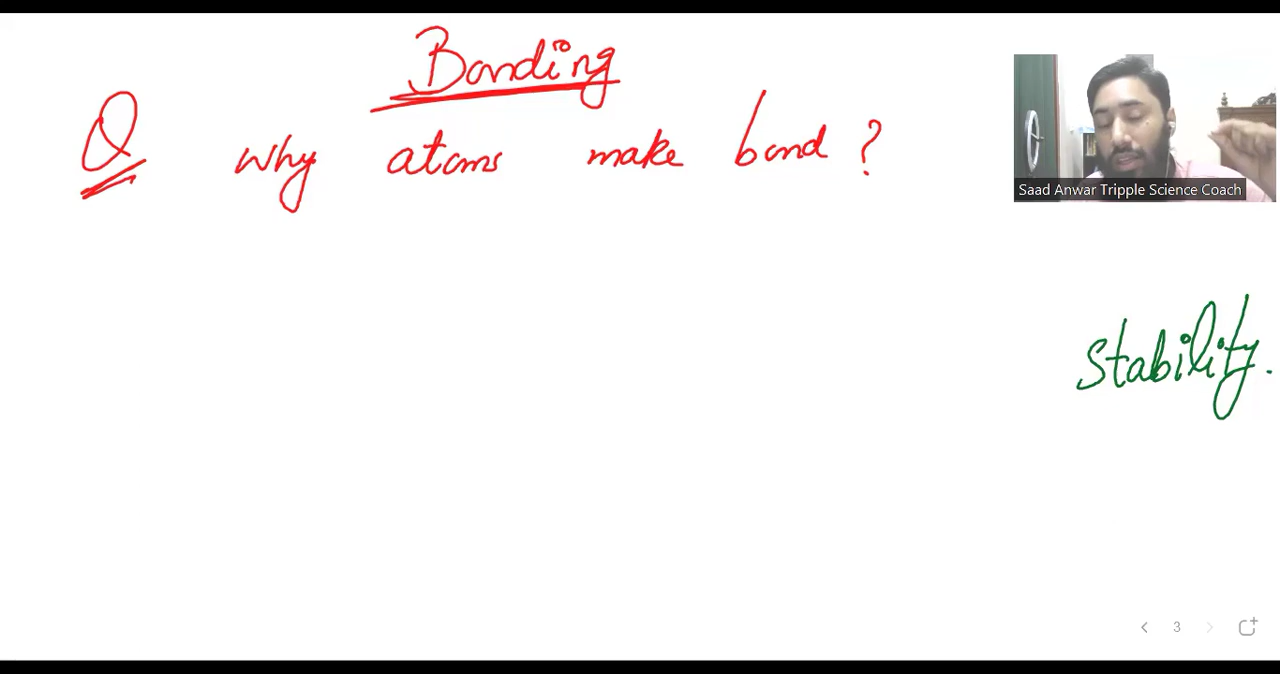 Bonding
Q why atoms make bond ?
Saad Anwar Tripple Science Coach
Stability.
3